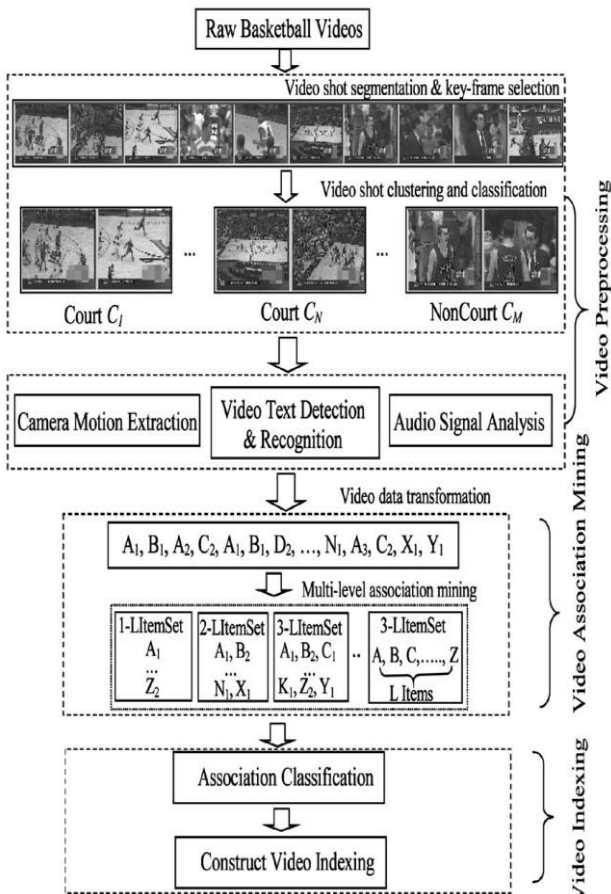 Raw Basketball Videos
Video shot segmentation & key-frame selection
Video shot clustering and classification
...
...
Court C_1
Court C_N
NonCourt C_M
Video Preprocessing
Camera Motion Extraction
Video Text Detection
& Recognition
Audio Signal Analysis
Video data transformation
A₁, B₁, A₂, C₂, A₁, B₁, D₂, ..., N₁, A₃, C₂, X₁, Y₁
Multi-level association mining
1-LItemSet
A₁
...
Z₂
2-LItemSet
A₁, B₂
...
N₁, X₁
3-LItemSet
A₁, B₂, C₁
...
K₁, Z₂, Y₁
..
3-LItemSet
A, B, C,....., Z
L Items
Video Association Mining
Association Classification
Construct Video Indexing
Video Indexing